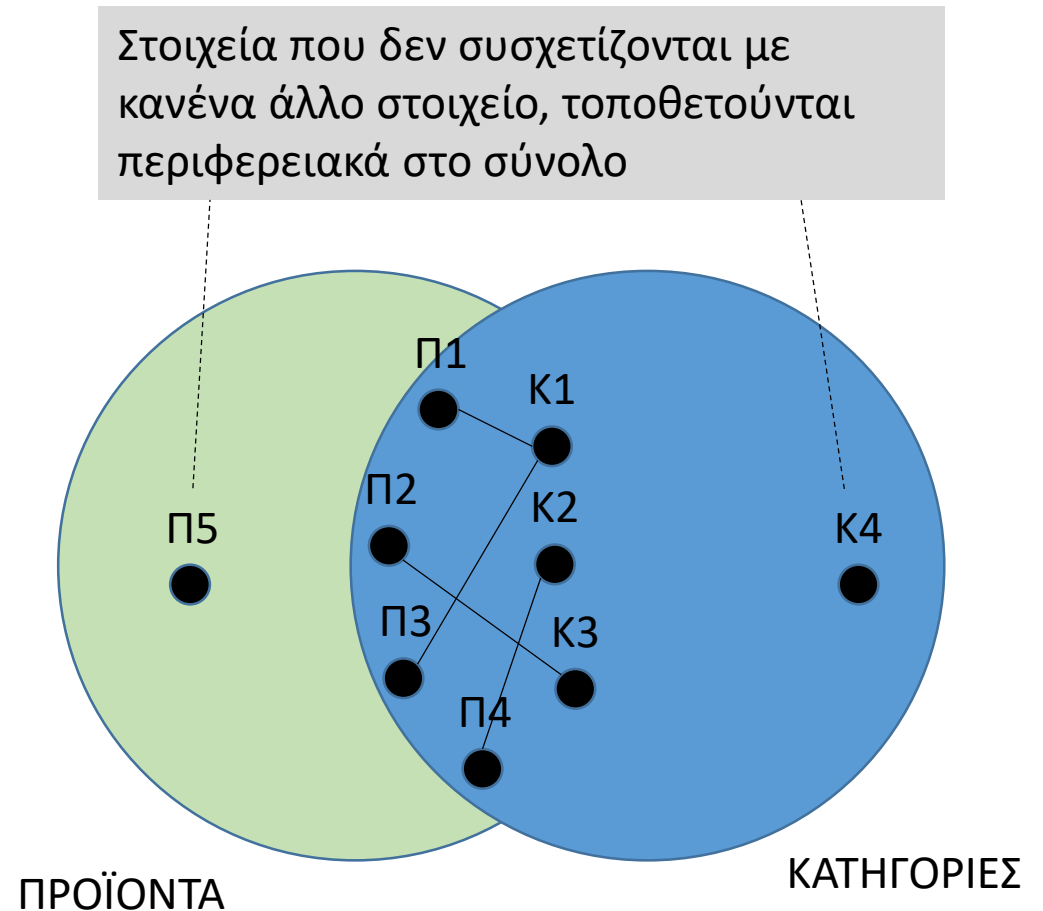 Στοιχεία που δεν συσχετίζονται με
κανένα άλλο στοιχείο, τοποθετούνται
περιφερειακά στο σύνολο
Π1
Κ1
Π2
Κ2
Π5
Κ4
Π3
Κ3
Π4
ΠΡΟΪΟΝΤΑ
ΚΑΤΗΓΟΡΙΕΣ